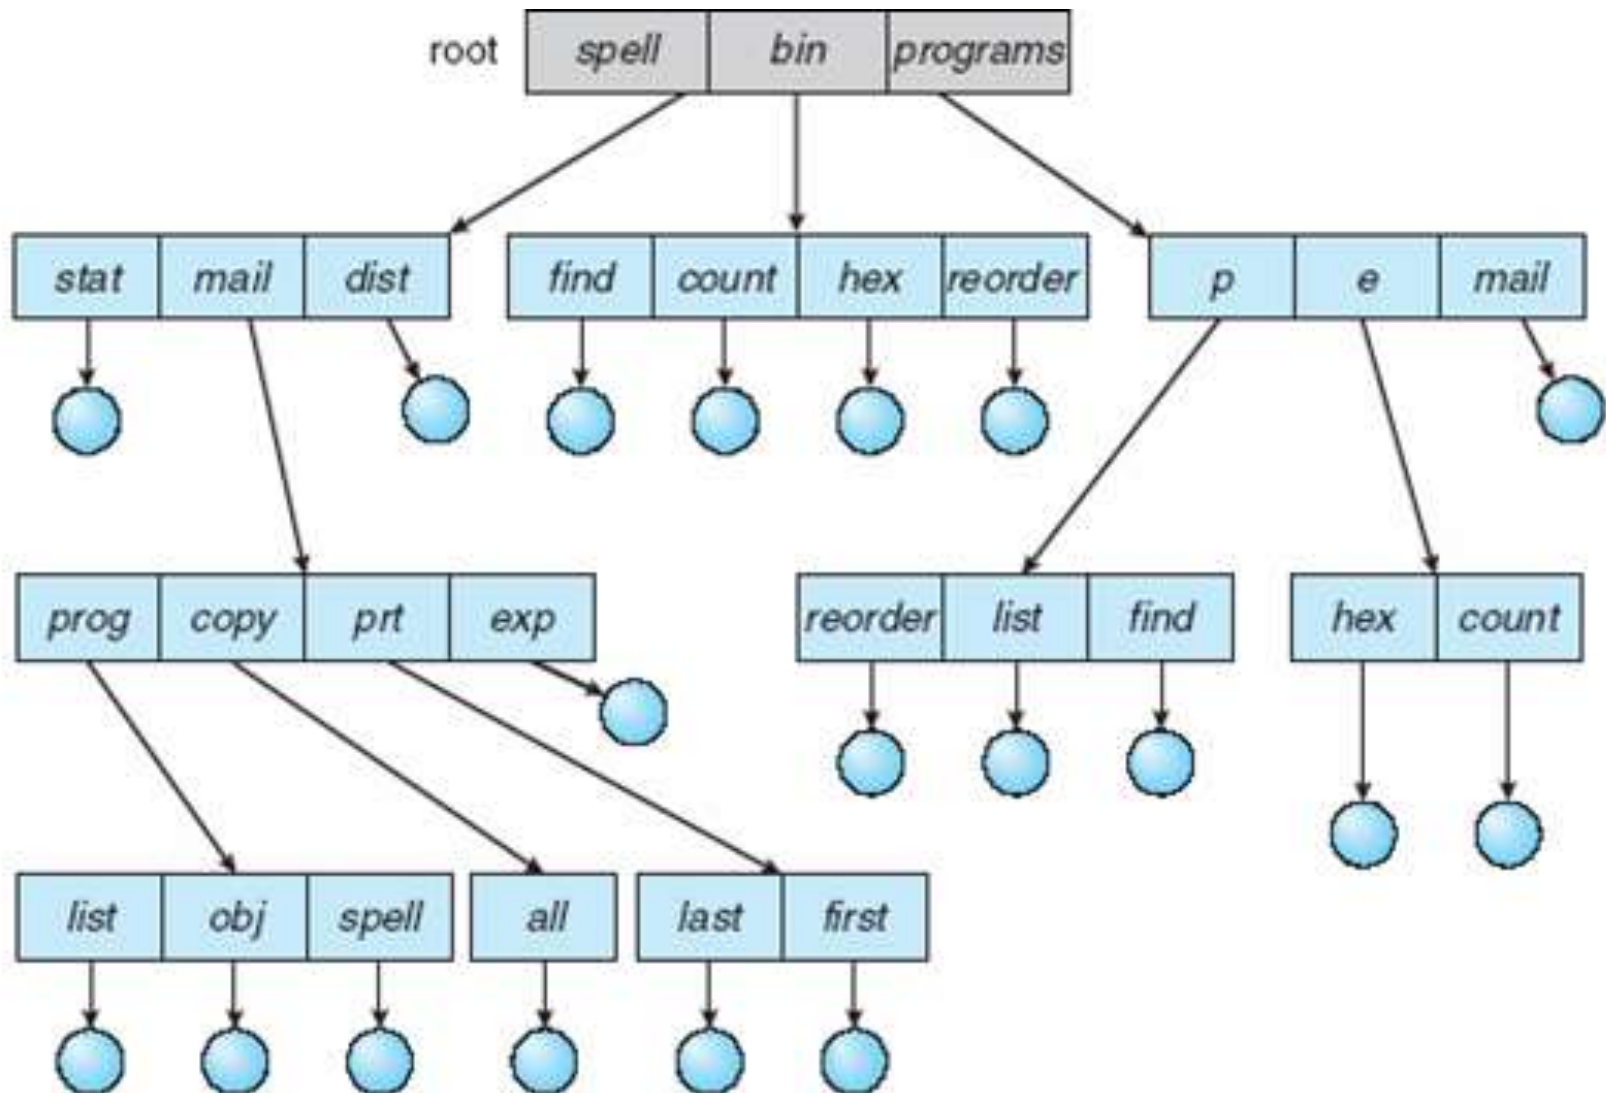 root spell bin programs
stat mail dist find count hex reorder p e mail
prog copy prt exp reorder list find hex count
list obj spell all last first